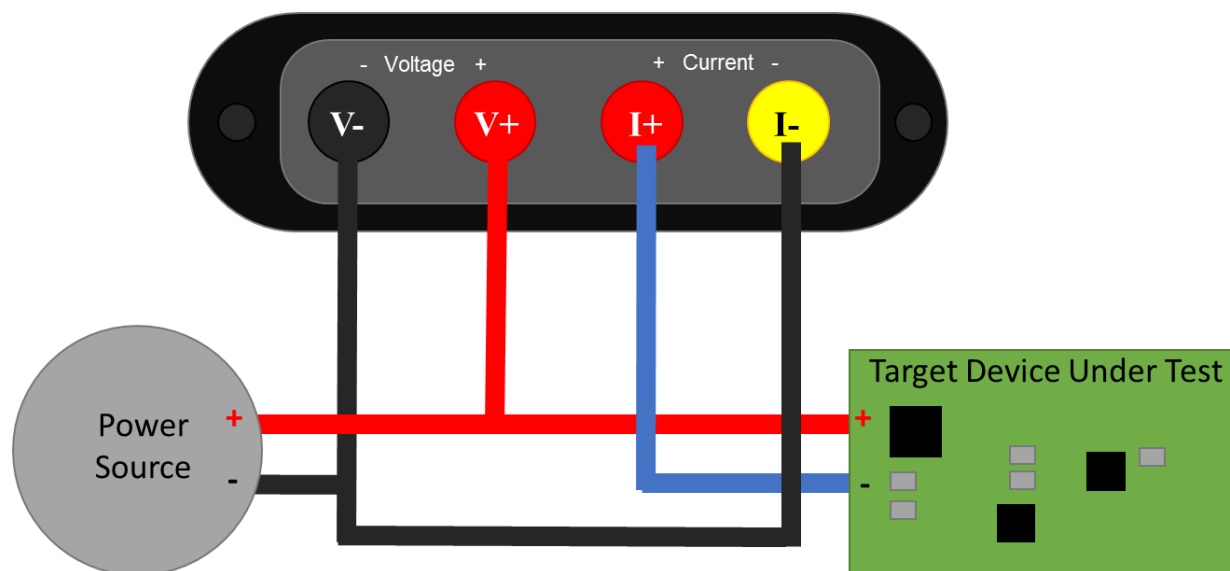 - Voltage +
+ Current -
V-
V+
I+
I-
Power
Source
+
-
Target Device Under Test
+
-